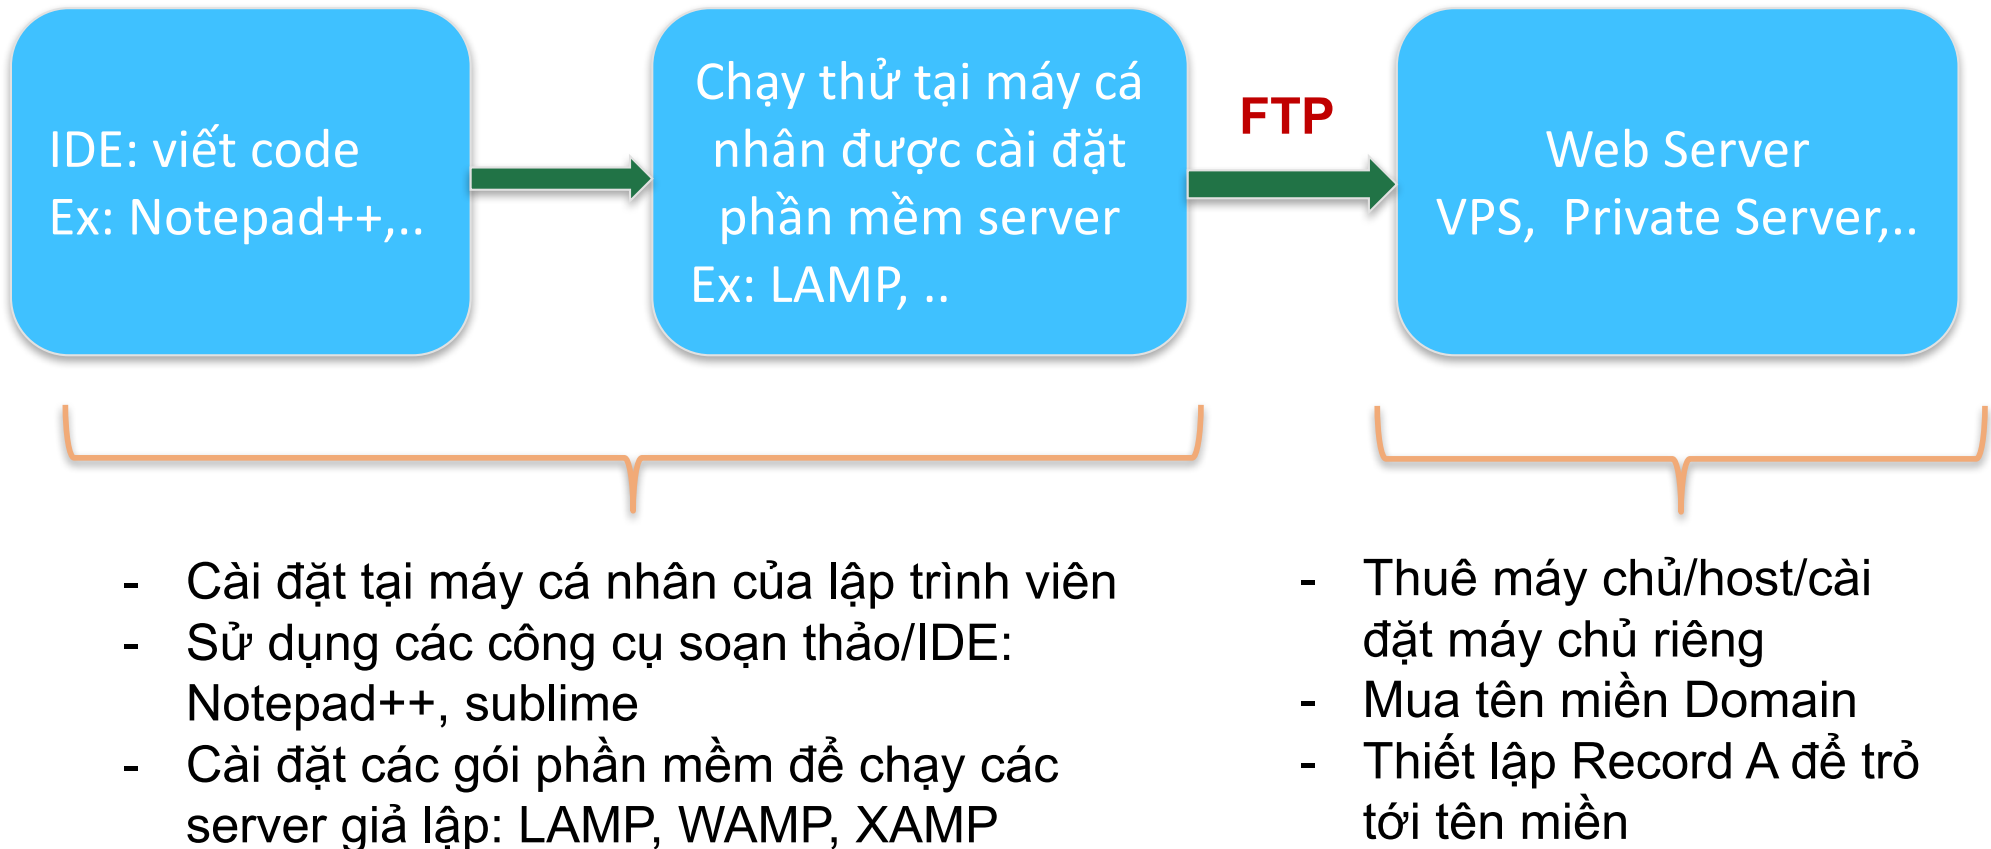 IDE: viết code
Ex: Notepad++,..
Chạy thử tại máy cá
nhân được cài đặt
phần mềm server
Ex: LAMP, ..
FTP
Web Server
VPS,  Private Server,..
- Cài đặt tại máy cá nhân của lập trình viên
- Sử dụng các công cụ soạn thảo/IDE:
Notepad++, sublime
- Cài đặt các gói phần mềm để chạy các
server giả lập: LAMP, WAMP, XAMP
- Thuê máy chủ/host/cài
đặt máy chủ riêng
- Mua tên miền Domain
- Thiết lập Record A để trỏ
tới tên miền